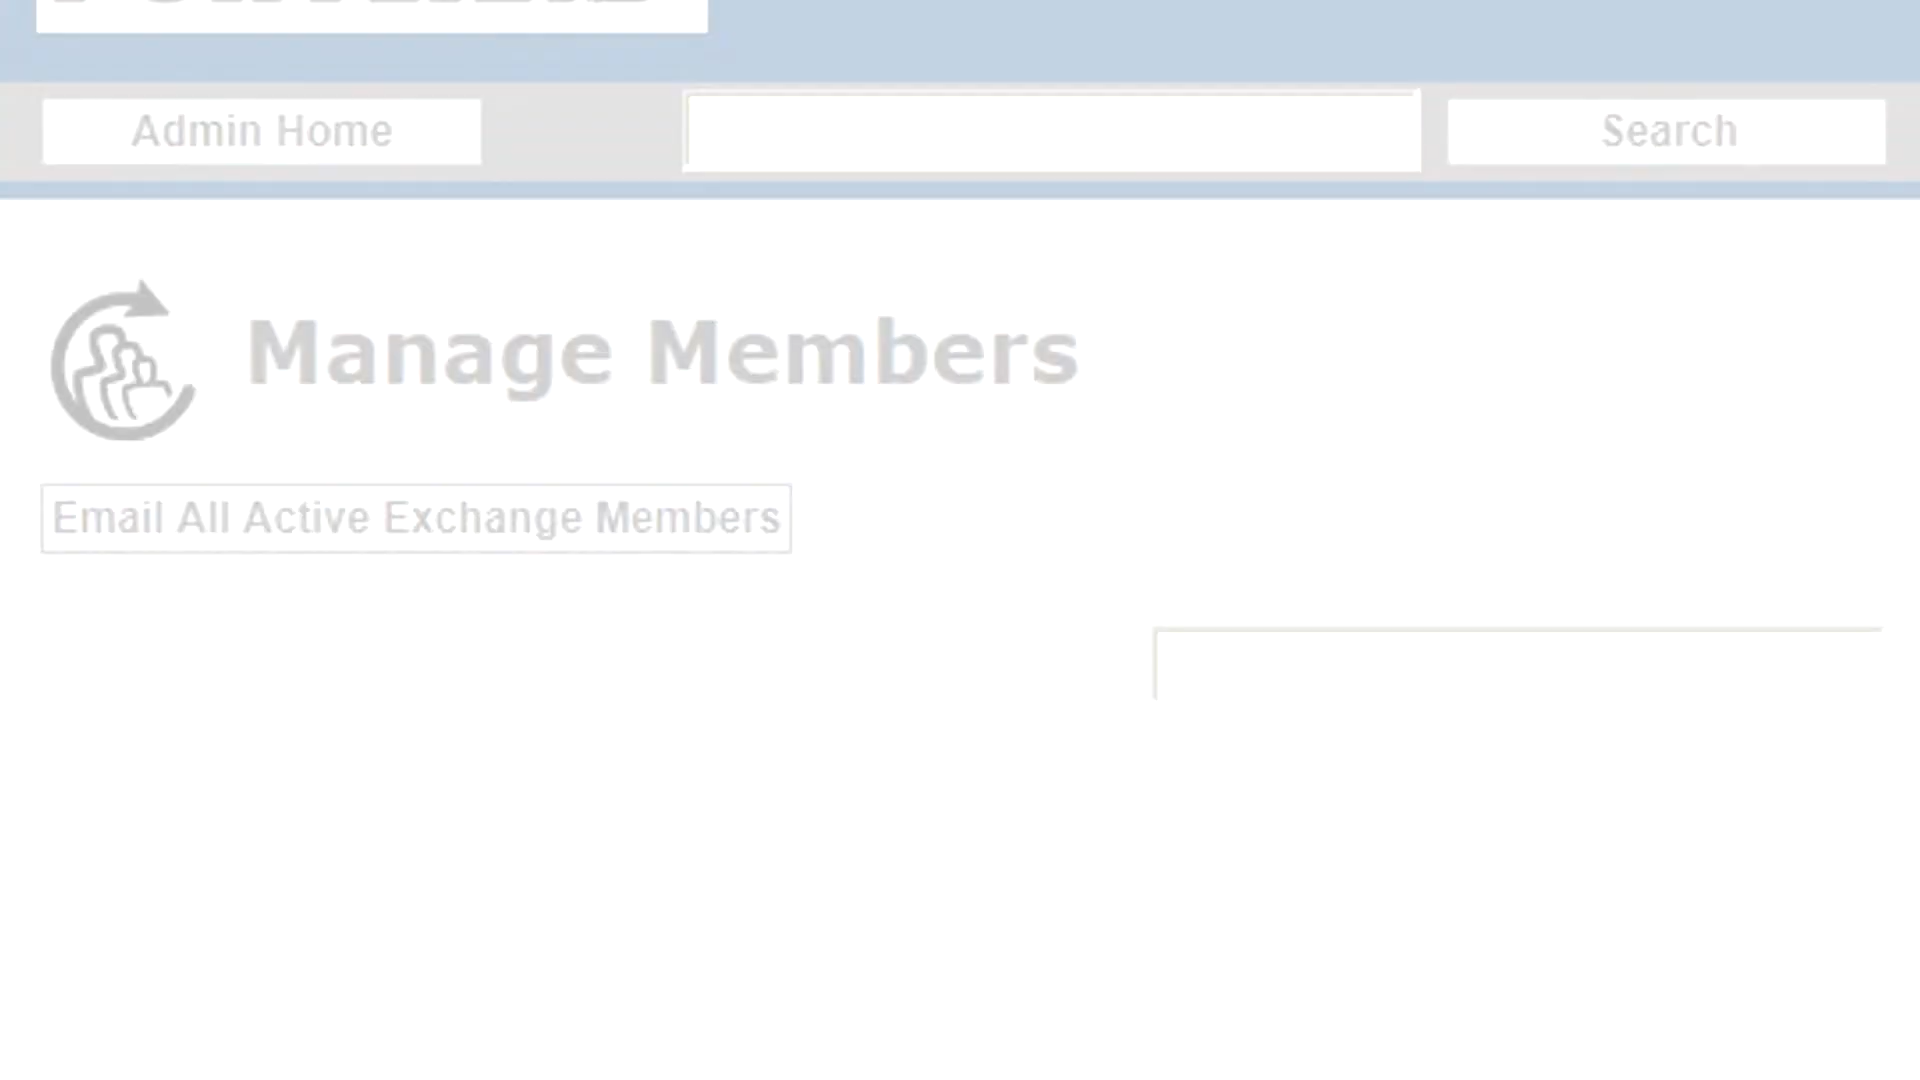 Admin Home
Search
Manage Members
Email All Active Exchange Members